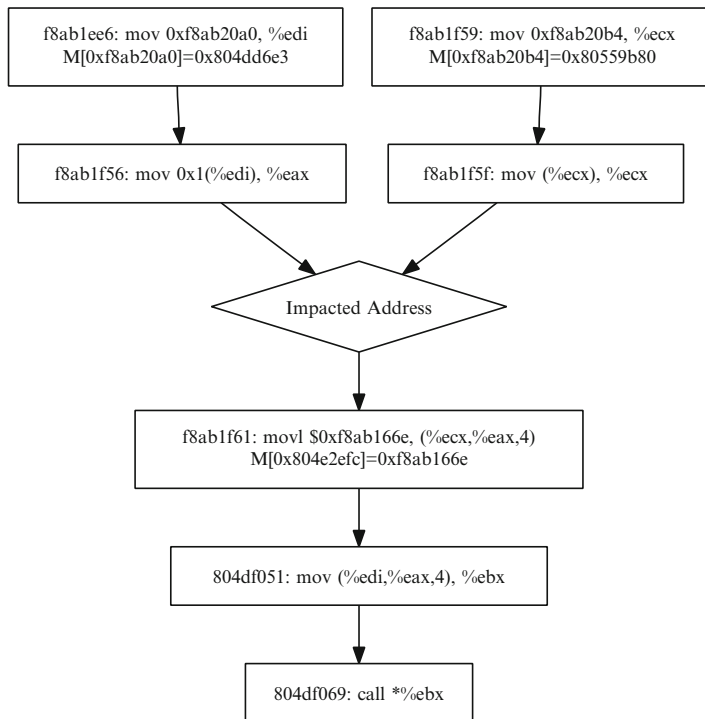 f8ab1ee6: mov 0xf8ab20a0, %edi
M[0xf8ab20a0]=0x804dd6e3
f8ab1f59: mov 0xf8ab20b4, %ecx
M[0xf8ab20b4]=0x80559b80
f8ab1f56: mov 0x1(%edi), %eax
f8ab1f5f: mov (%ecx), %ecx
Impacted Address
f8ab1f61: movl $0xf8ab166e, (%ecx,%eax,4)
M[0x804e2efc]=0xf8ab166e
804df051: mov (%edi,%eax,4), %ebx
804df069: call *%ebx